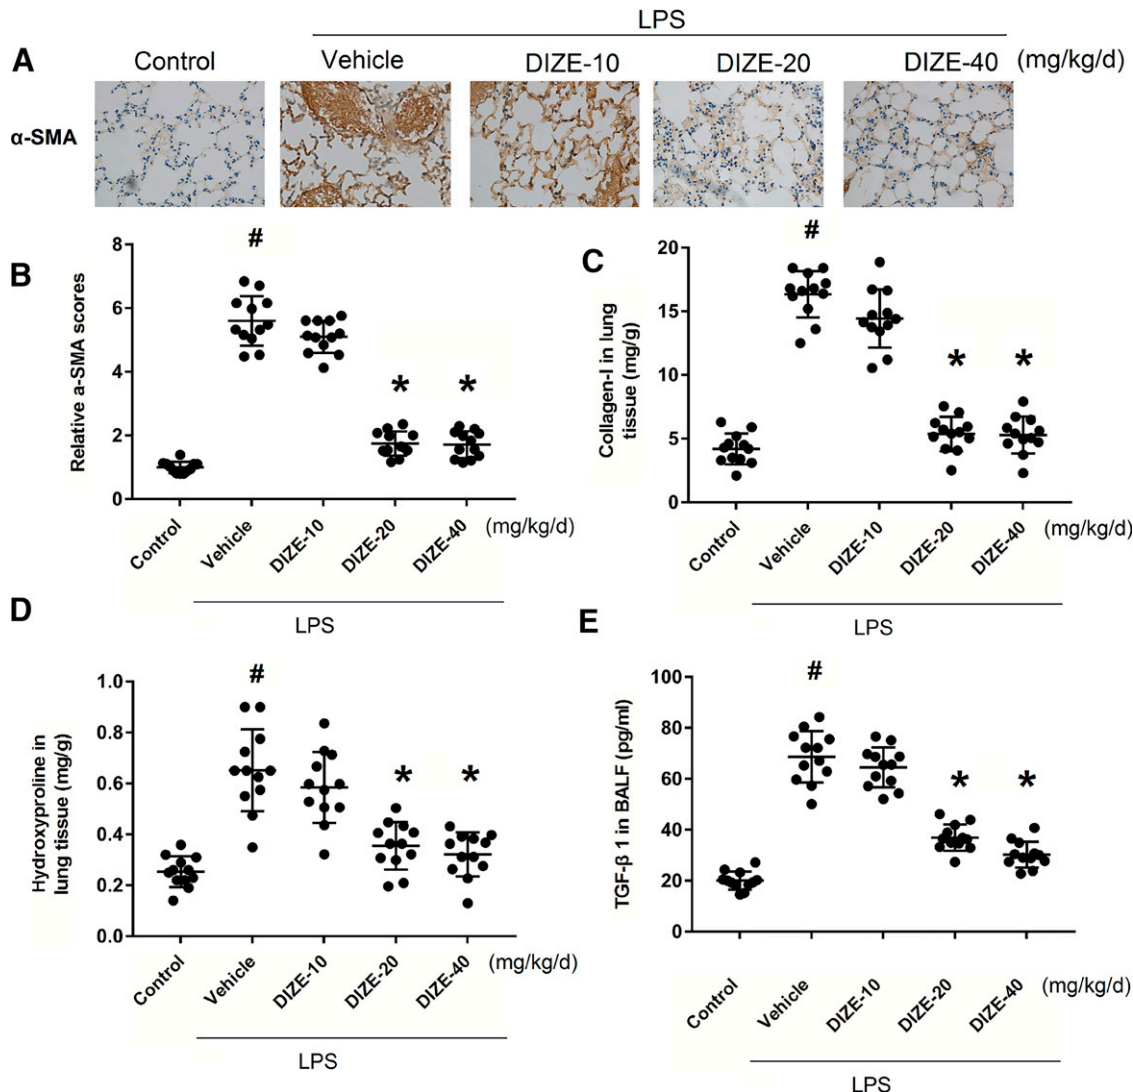 LPS
A
Control
Vehicle
DIZE-10
DIZE-20
DIZE-40
(mg/kg/d)
α-SMA
B
Relative a-SMA scores
8
6
4
2
0
#
*
*
Control
Vehicle
DIZE-10
DIZE-20
DIZE-40
(mg/kg/d)
LPS
C
Collagen-I in lung
tissue (mg/g)
20
15
10
5
0
#
*
*
Control
Vehicle
DIZE-10
DIZE-20
DIZE-40
(mg/kg/d)
LPS
D
Hydroxyproline in
lung tissue (mg/g)
1.0
0.8
0.6
0.4
0.2
0.0
#
*
*
Control
Vehicle
DIZE-10
DIZE-20
DIZE-40
(mg/kg/d)
LPS
E
TGF-β 1 in BALF (pg/ml)
100
80
60
40
20
0
#
*
*
Control
Vehicle
DIZE-10
DIZE-20
DIZE-40
(mg/kg/d)
LPS